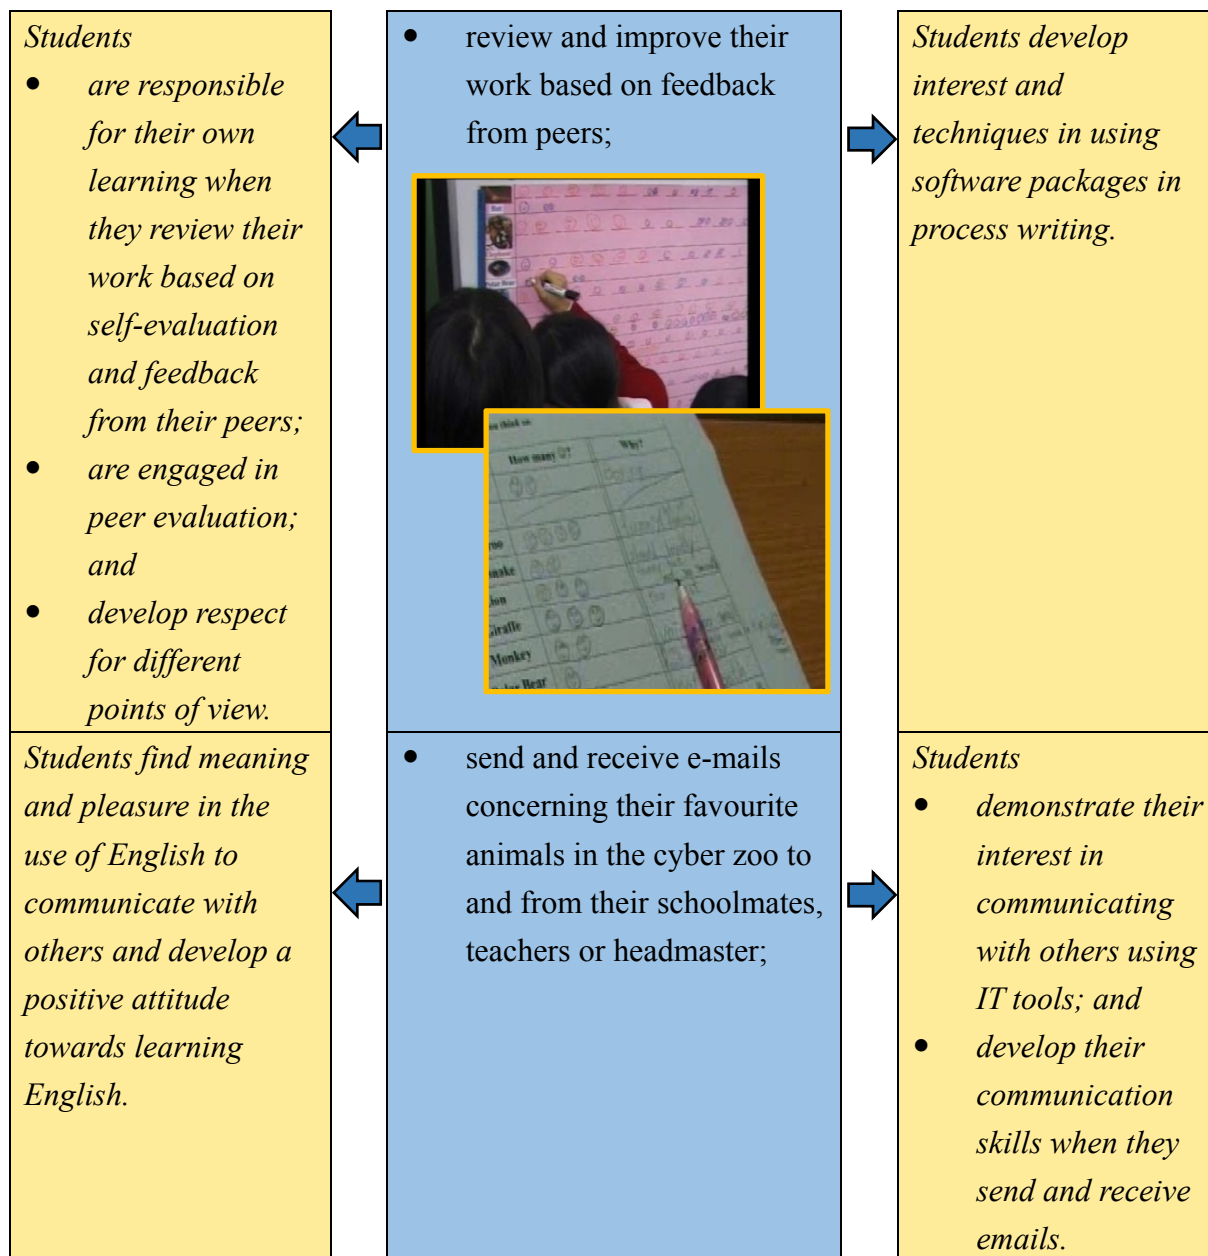 Students
● are responsible
for their own
learning when
they review their
work based on
self-evaluation
and feedback
from their peers;
● are engaged in
peer evaluation;
and
● develop respect
for different
points of view.
● review and improve their
work based on feedback
from peers;
Bear
How many
Why?
snake
Giraffe
Monkey
Bear
Students develop
interest and
techniques in using
software packages in
process writing.
Students find meaning
and pleasure in the
use of English to
communicate with
others and develop a
positive attitude
towards learning
English.
● send and receive e-mails
concerning their favourite
animals in the cyber zoo to
and from their schoolmates,
teachers or headmaster;
Students
● demonstrate their
interest in
communicating
with others using
IT tools; and
● develop their
communication
skills when they
send and receive
emails.